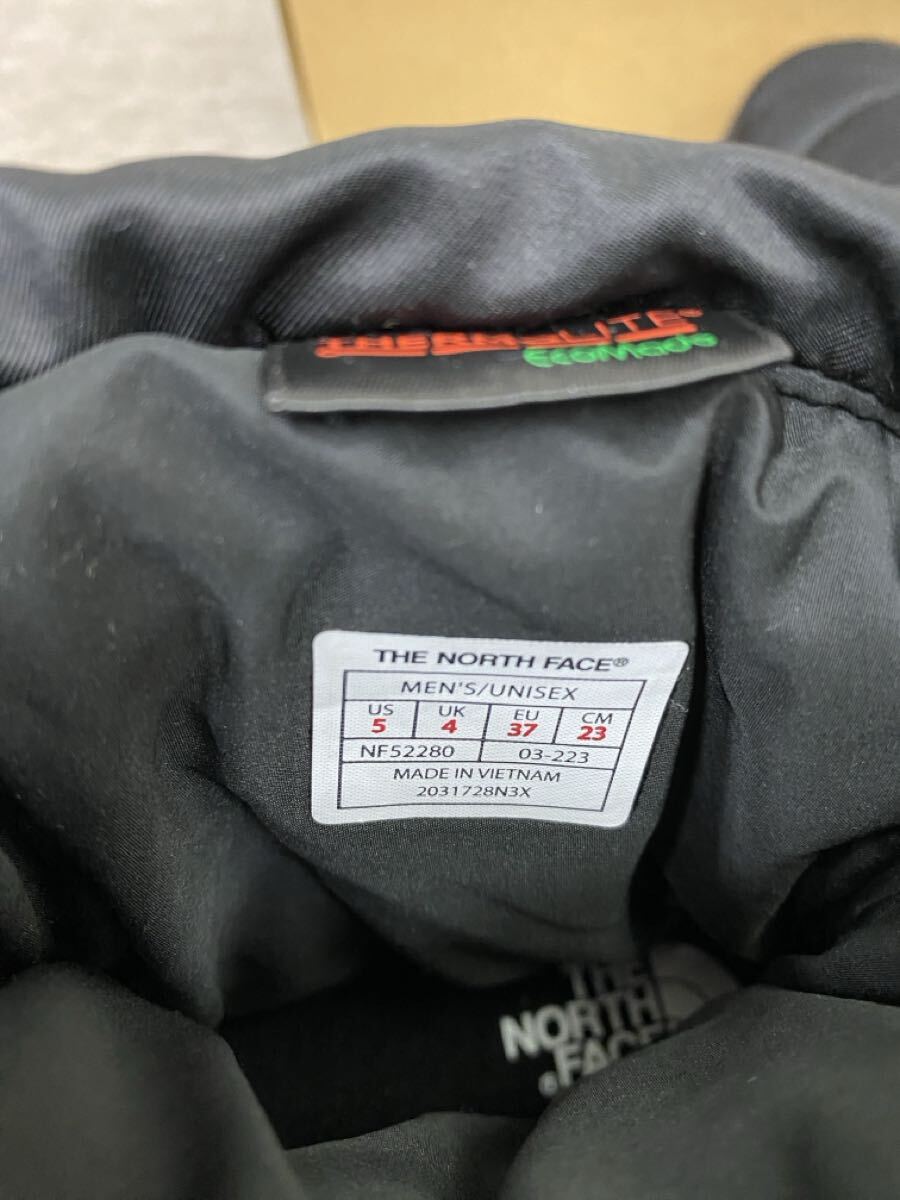 THERMOLITE®
EcoMade
THE NORTH FACE®
MEN'S/UNISEX
US UK EU CM
5 4 37 23
NF52280 03-223
MADE IN VIETNAM
2031728N3X
THE
NORTH
FACE
®